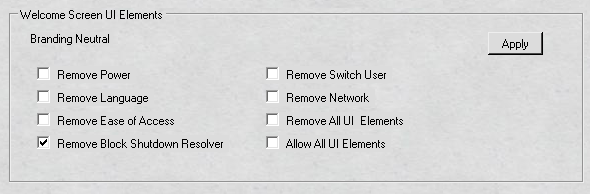 Welcome Screen UI Elements
Branding Neutral
Apply
Remove Power
Remove Switch User
Remove Language
Remove Network
Remove Ease of Access
Remove All UI Elements
Remove Block Shutdown Resolver
Allow All UI Elements